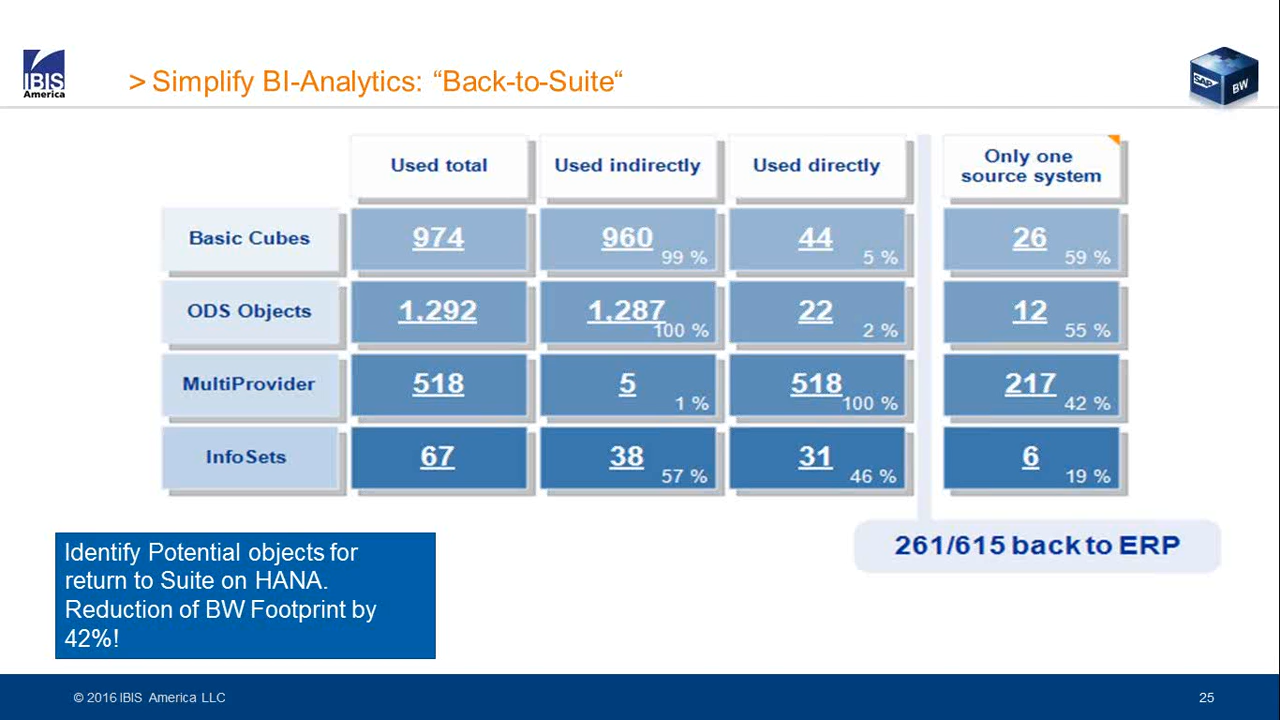 IBIS
America
> Simplify BI-Analytics: “Back-to-Suite“
SAP BW
Used total
Used indirectly
Used directly
Only one
source system
Basic Cubes
974
960
99 %
44
5 %
26
59 %
ODS Objects
1,292
1,287
100 %
22
2 %
12
55 %
MultiProvider
518
5
1 %
518
100 %
217
42 %
InfoSets
67
38
57 %
31
46 %
6
19 %
261/615 back to ERP
Identify Potential objects for
return to Suite on HANA.
Reduction of BW Footprint by
42%!
© 2016 IBIS America LLC
25